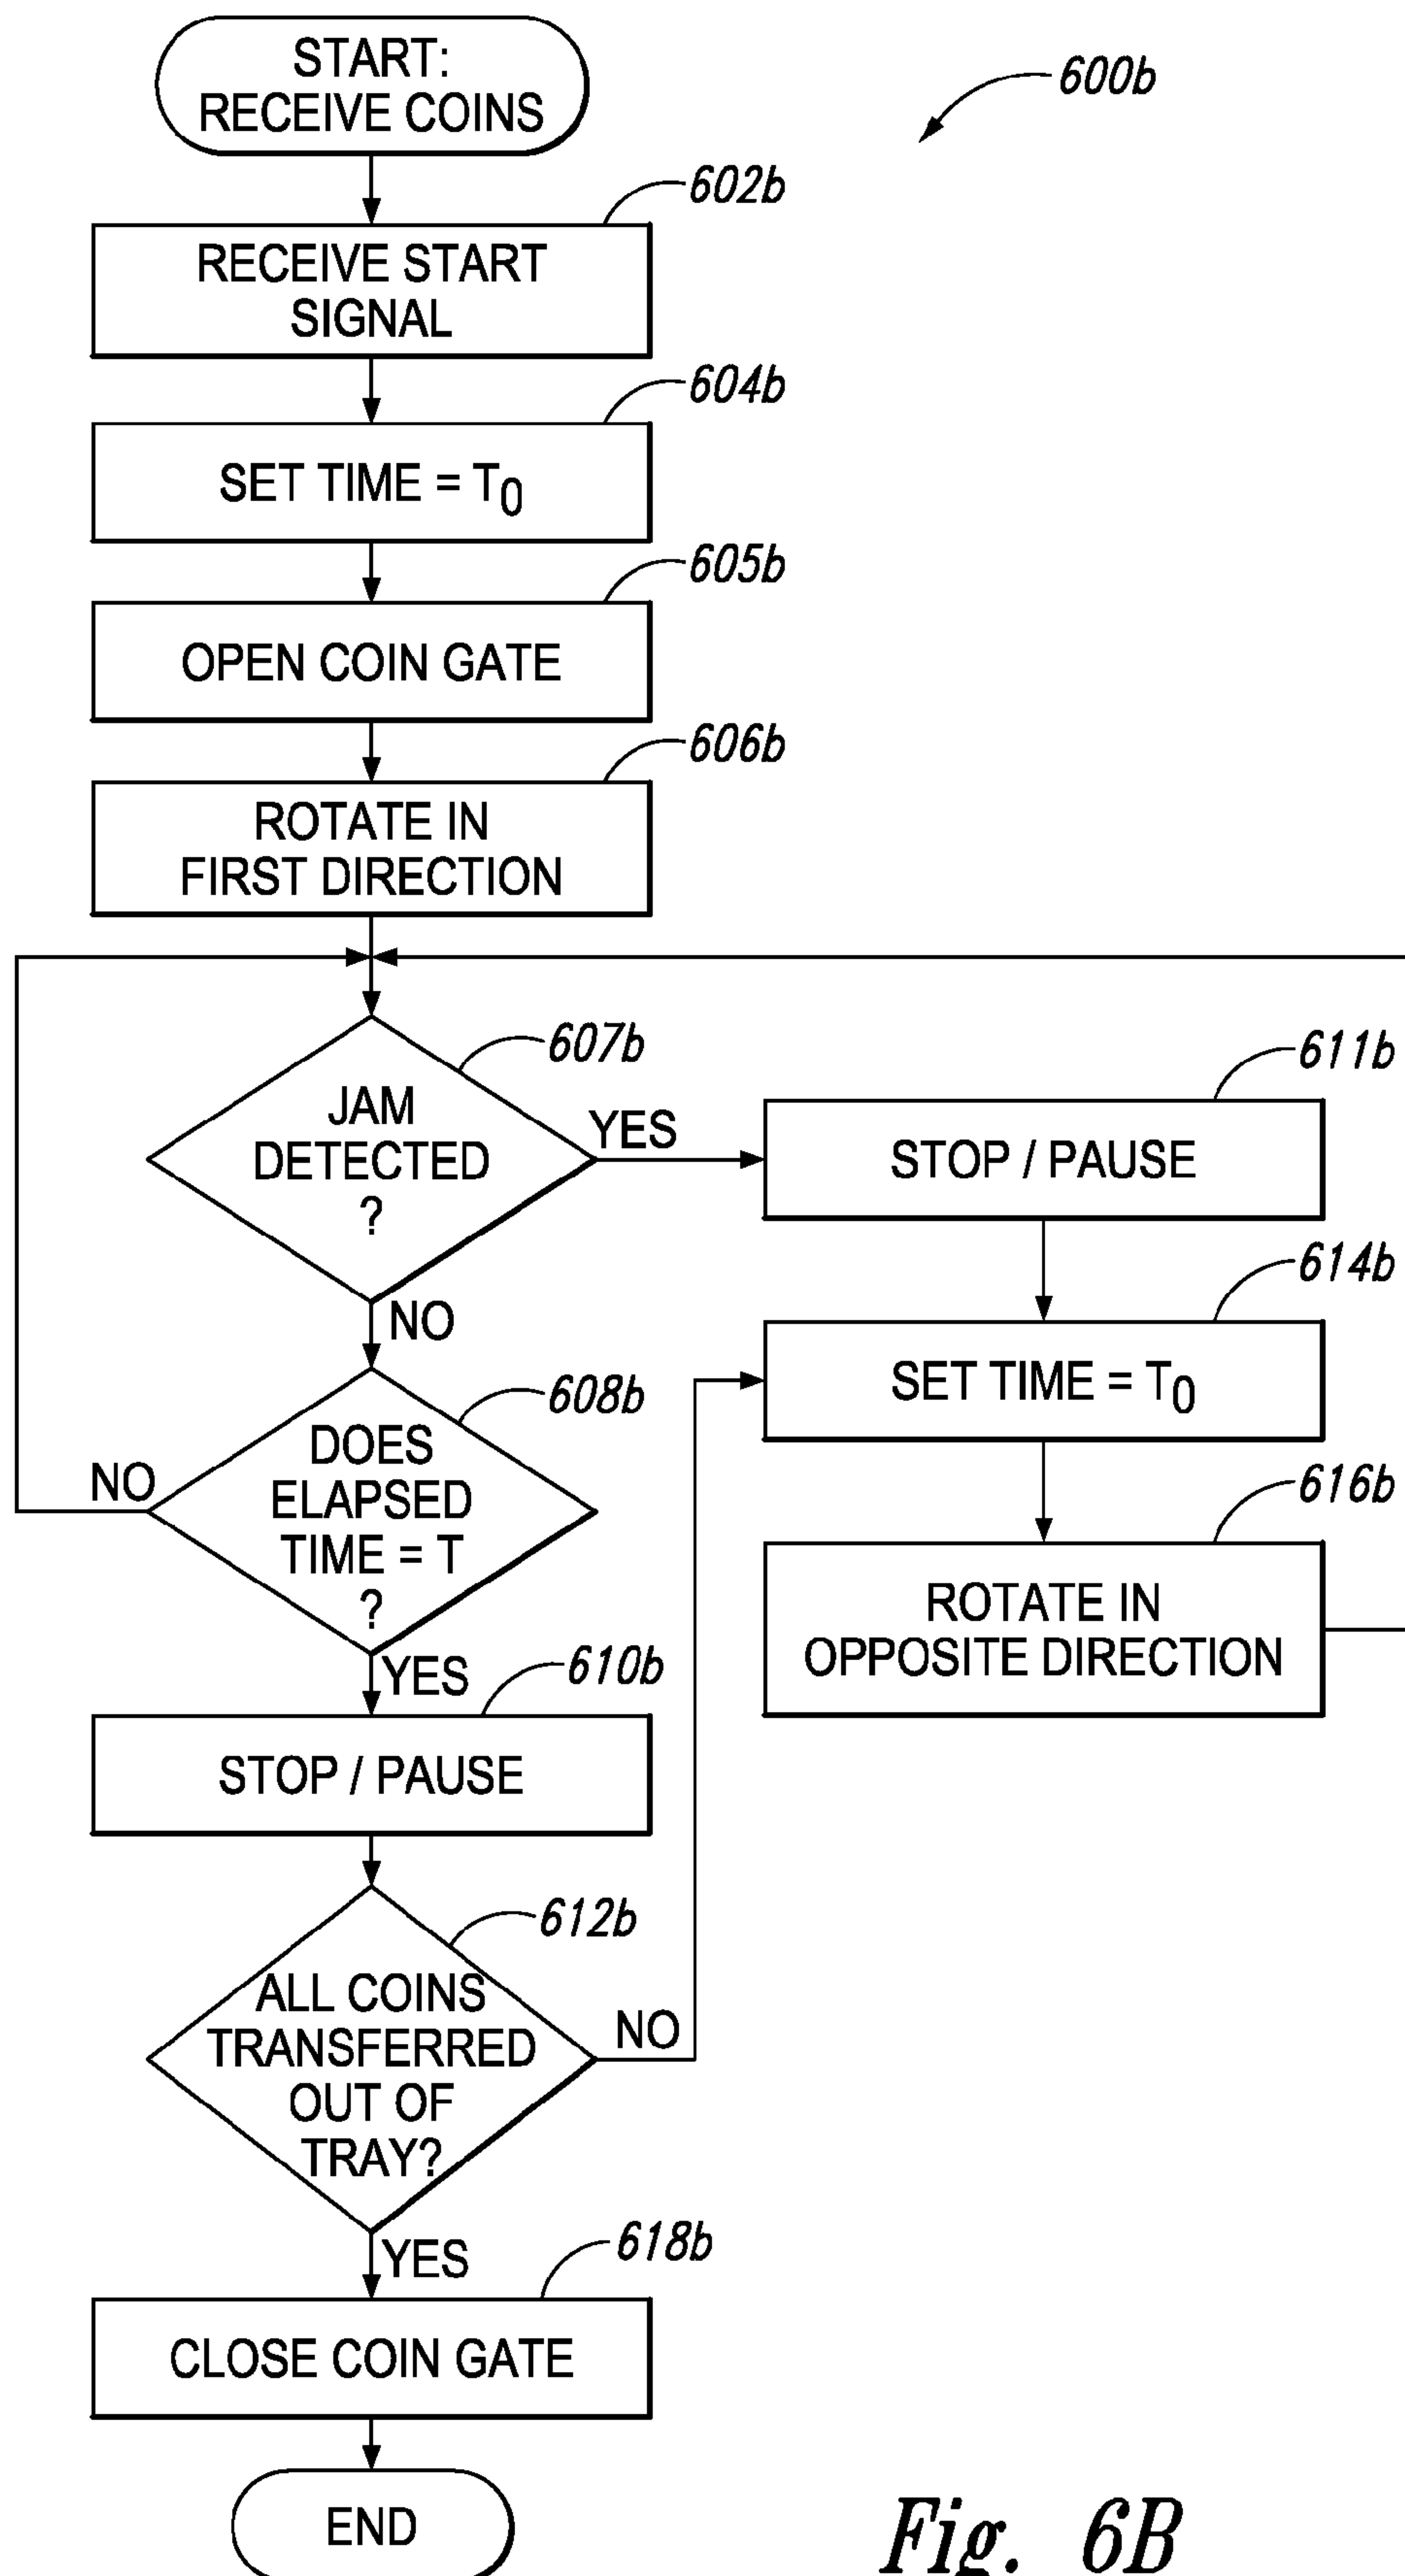 START:
RECEIVE COINS
600b
602b
RECEIVE START
SIGNAL
604b
SET TIME = T0
605b
OPEN COIN GATE
606b
ROTATE IN
FIRST DIRECTION
607b
JAM
DETECTED
?
YES
NO
611b
STOP / PAUSE
614b
SET TIME = T0
616b
ROTATE IN
OPPOSITE DIRECTION
608b
DOES
ELAPSED
TIME = T
?
NO
YES
610b
STOP / PAUSE
612b
ALL COINS
TRANSFERRED
OUT OF
TRAY?
NO
YES
618b
CLOSE COIN GATE
END
Fig. 6B